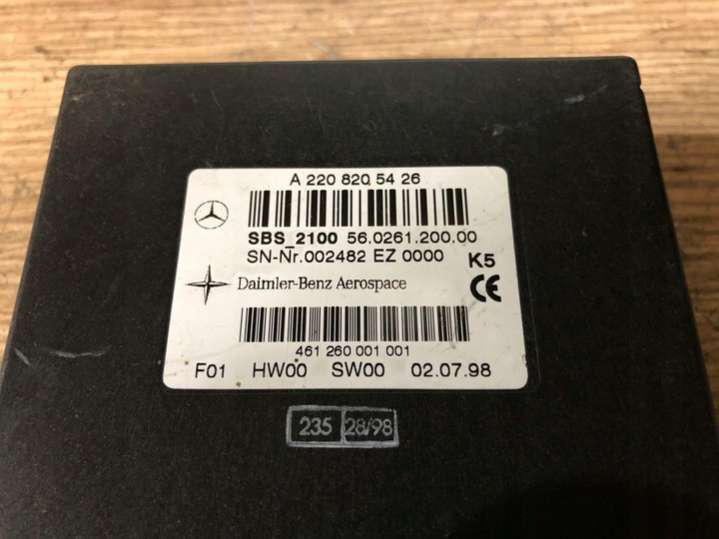 A 220 820 54 26
SBS_2100 56.0261.200.00
SN-Nr.002482 EZ 0000 K5
Daimler-Benz Aerospace CE
461 260 001 001
F01 HW00 SW00 02.07.98
235 28/98